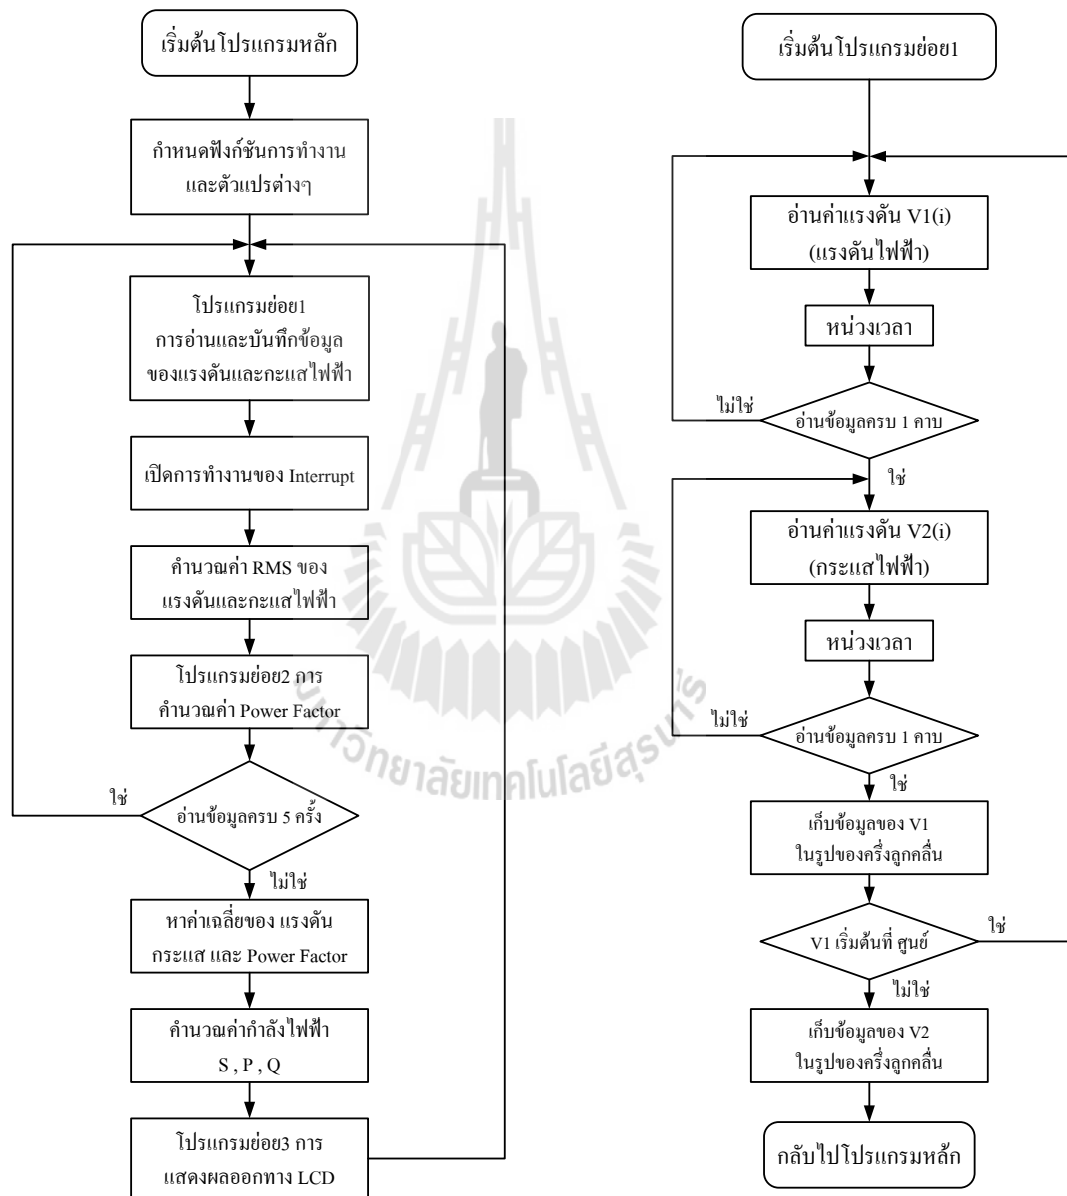 เริ่มต้นโปรแกรมหลัก
กำหนดฟังก์ชันการทำงาน
และตัวแปรต่างๆ
โปรแกรมย่อย1
การอ่านและบันทึกข้อมูล
ของแรงดันและกะแสไฟฟ้า
เปิดการทำงานของ Interrupt
คำนวณค่า RMS ของ
แรงดันและกะแสไฟฟ้า
โปรแกรมย่อย2 การ
คำนวณค่า Power Factor
ใช่
อ่านข้อมูลครบ 5 ครั้ง
ไม่ใช่
หาค่าเฉลี่ยของ แรงดัน
กระแส และ Power Factor
คำนวณค่ากำลังไฟฟ้า
S , P , Q
โปรแกรมย่อย3 การ
แสดงผลออกทาง LCD
เริ่มต้นโปรแกรมย่อย1
อ่านค่าแรงดัน V1(i)
(แรงดันไฟฟ้า)
หน่วงเวลา
ไม่ใช่
อ่านข้อมูลครบ 1 คาบ
ใช่
อ่านค่าแรงดัน V2(i)
(กระแสไฟฟ้า)
หน่วงเวลา
ไม่ใช่
อ่านข้อมูลครบ 1 คาบ
ใช่
เก็บข้อมูลของ V1
ในรูปของครึ่งลูกคลื่น
V1 เริ่มต้นที่ ศูนย์
ใช่
ไม่ใช่
เก็บข้อมูลของ V2
ในรูปของครึ่งลูกคลื่น
กลับไปโปรแกรมหลัก
มหาวิทยาลัยเทคโนโลยีสุรนารี